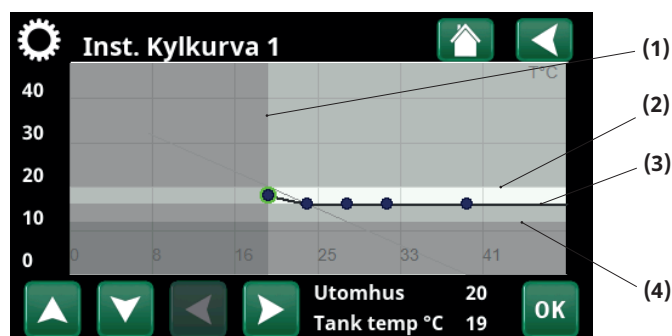 Inst. Kylkurva 1
(1)
T°C
40
(2)
30
(3)
20
10
0
0 8 16 25 33 41
(4)
Utomhus 20
Tank temp °C 19
OK